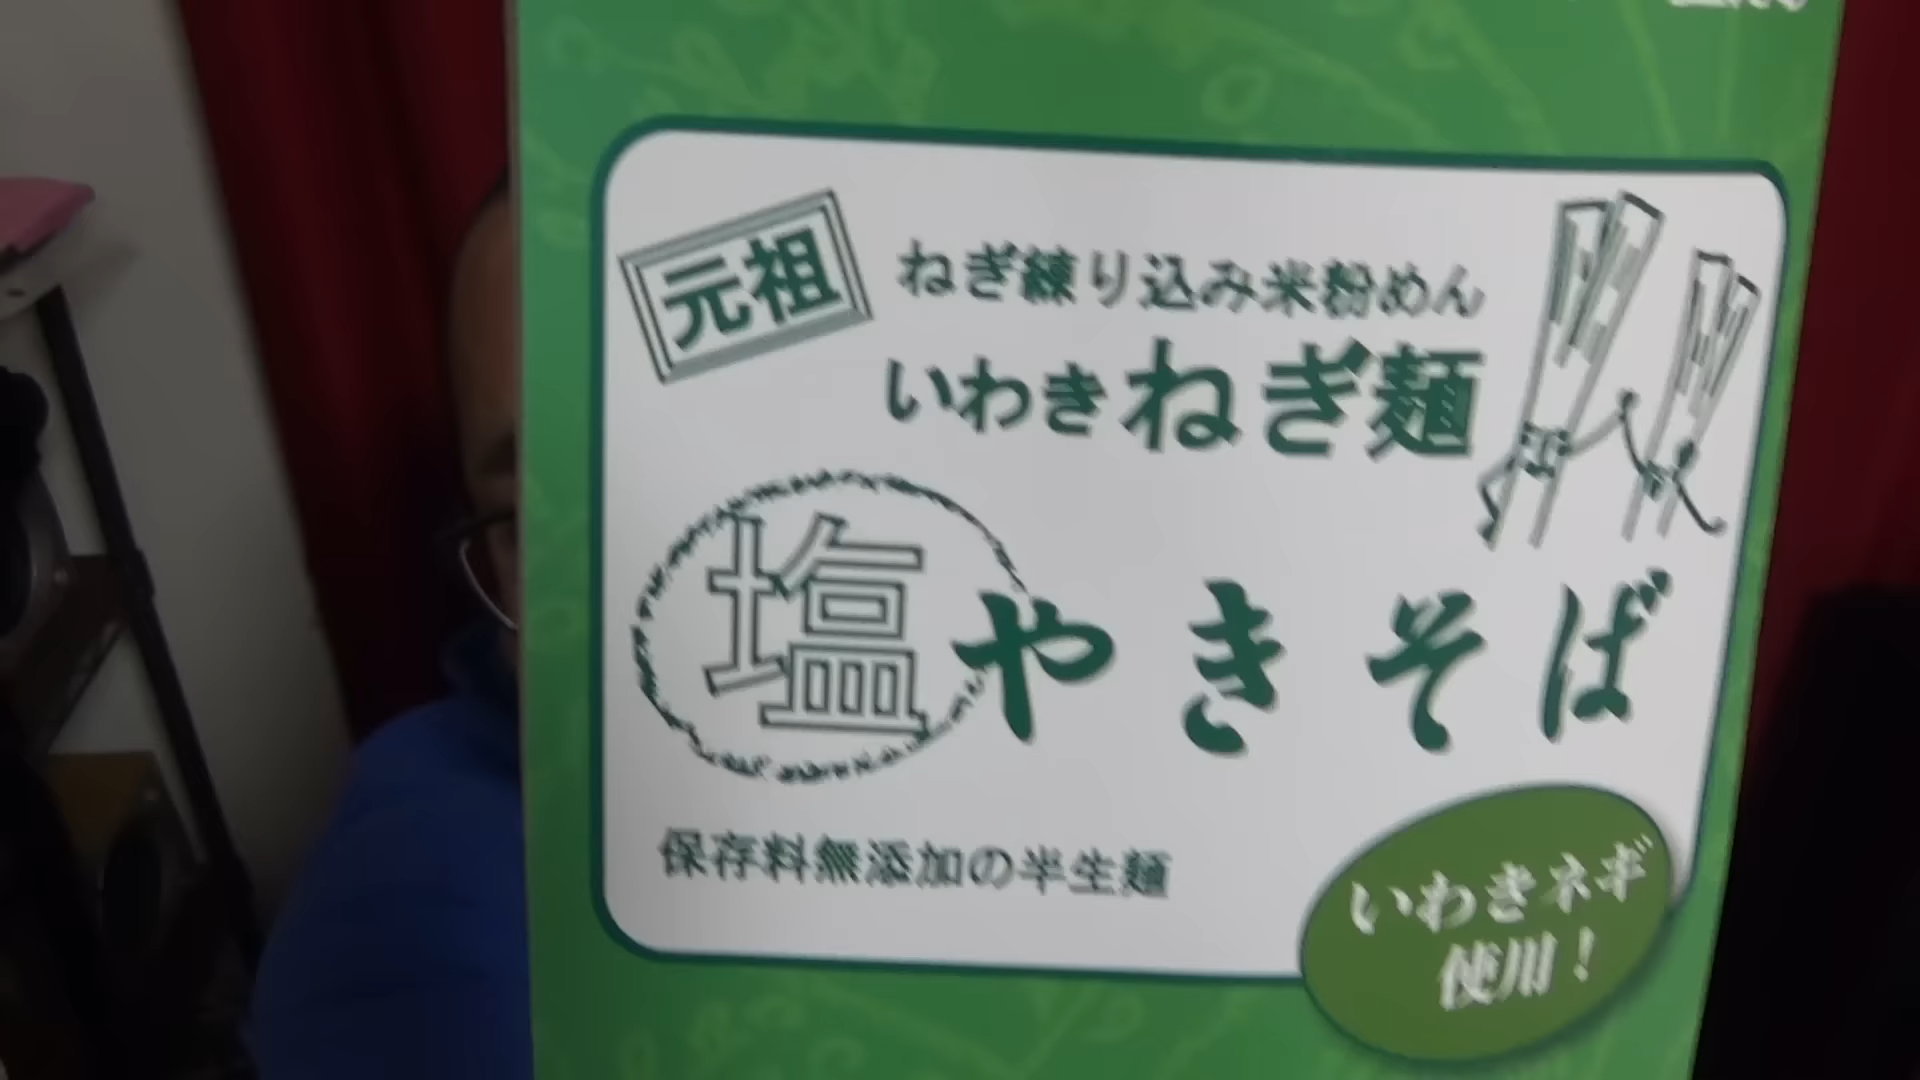 元祖
ねぎ練り込み米粉めん
いわきねぎ麺
塩やきそば
保存料無添加の半生麺
いわきネギ
使用！